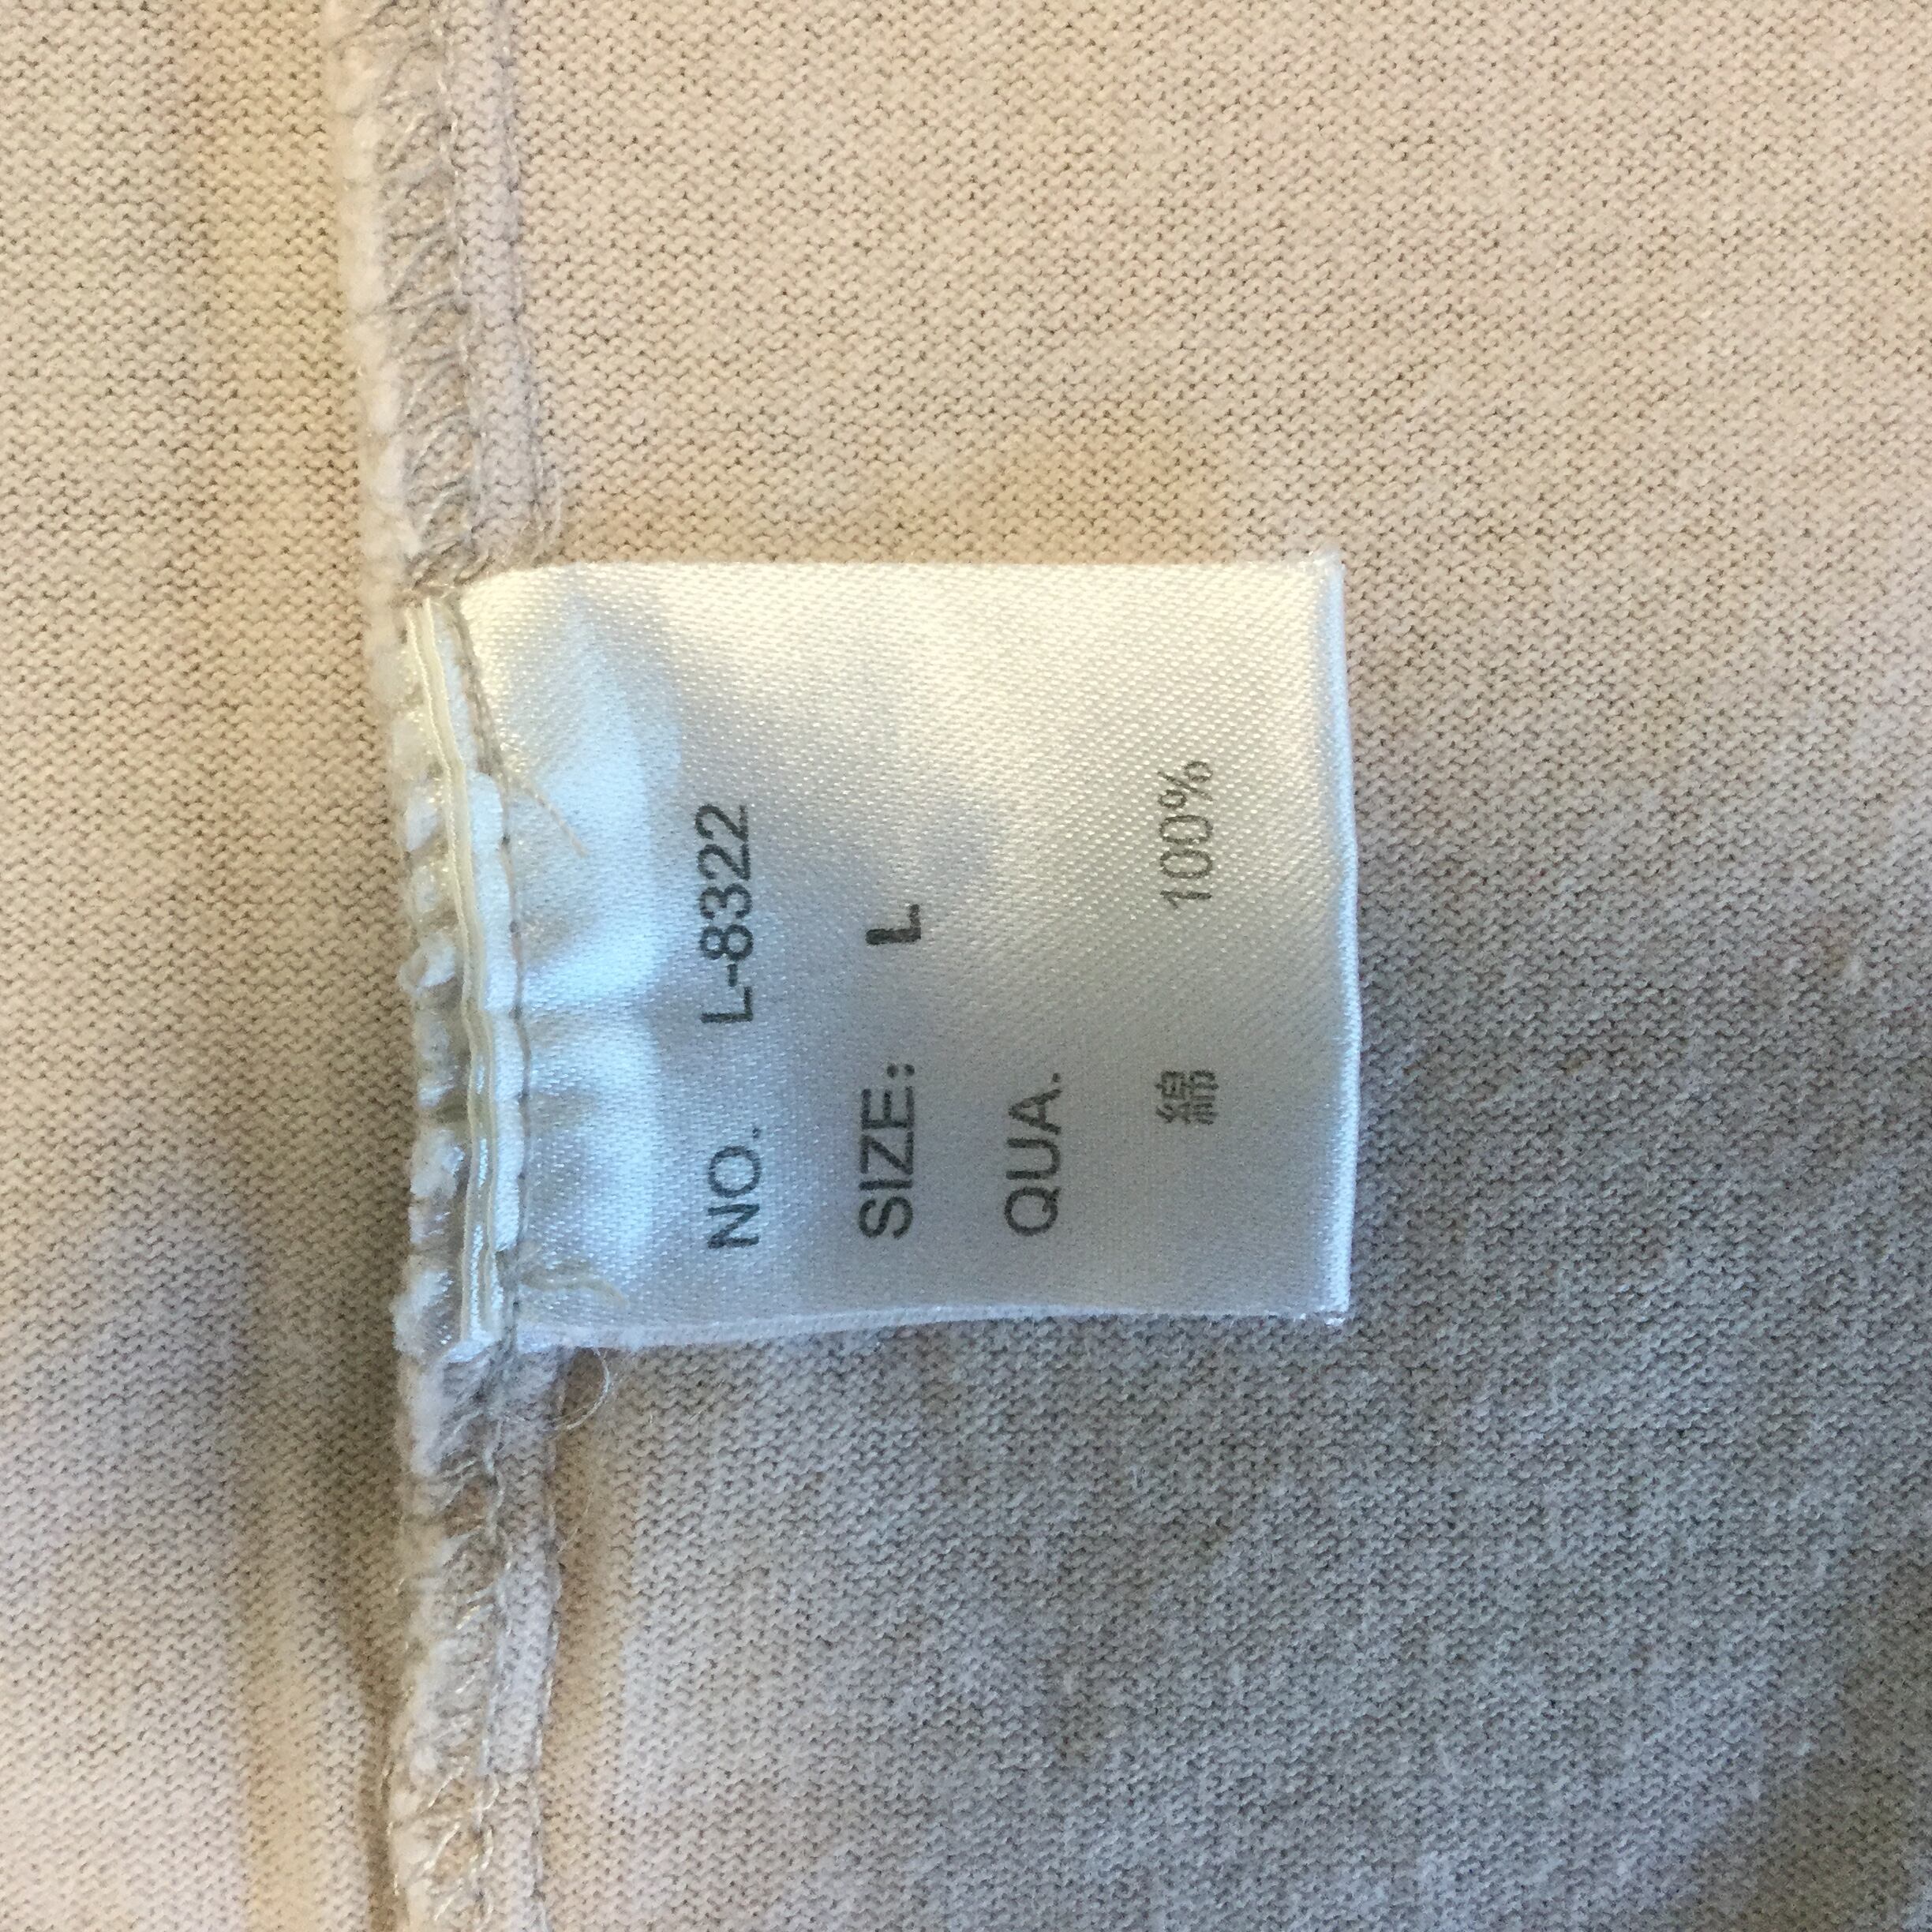 NO. L-8322
SIZE: L
QUA.
綿 100%